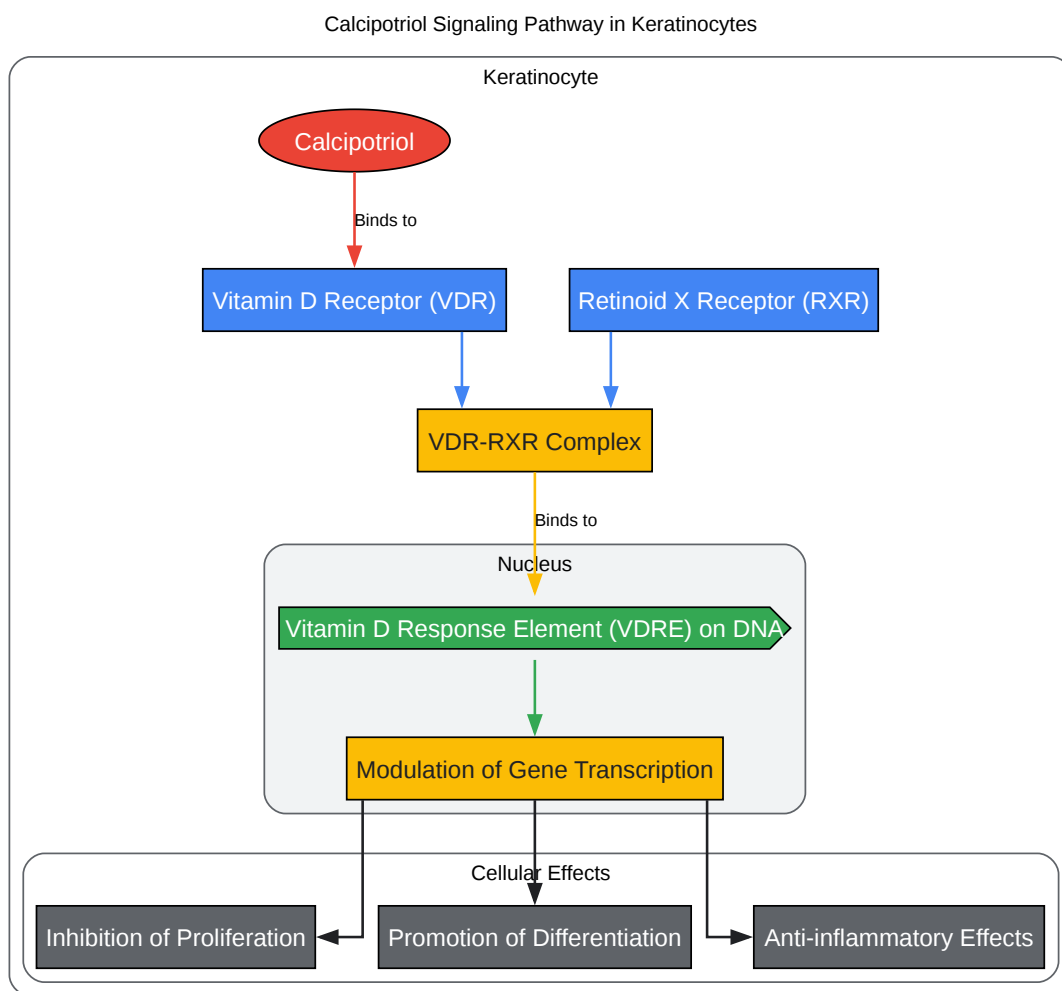 Calcipotriol Signaling Pathway in Keratinocytes
Keratinocyte
Calcipotriol
Binds to
Vitamin D Receptor (VDR)
Retinoid X Receptor (RXR)
VDR-RXR Complex
Binds to
Nucleus
Vitamin D Response Element (VDRE) on DNA
Modulation of Gene Transcription
Cellular Effects
Inhibition of Proliferation
Promotion of Differentiation
Anti-inflammatory Effects